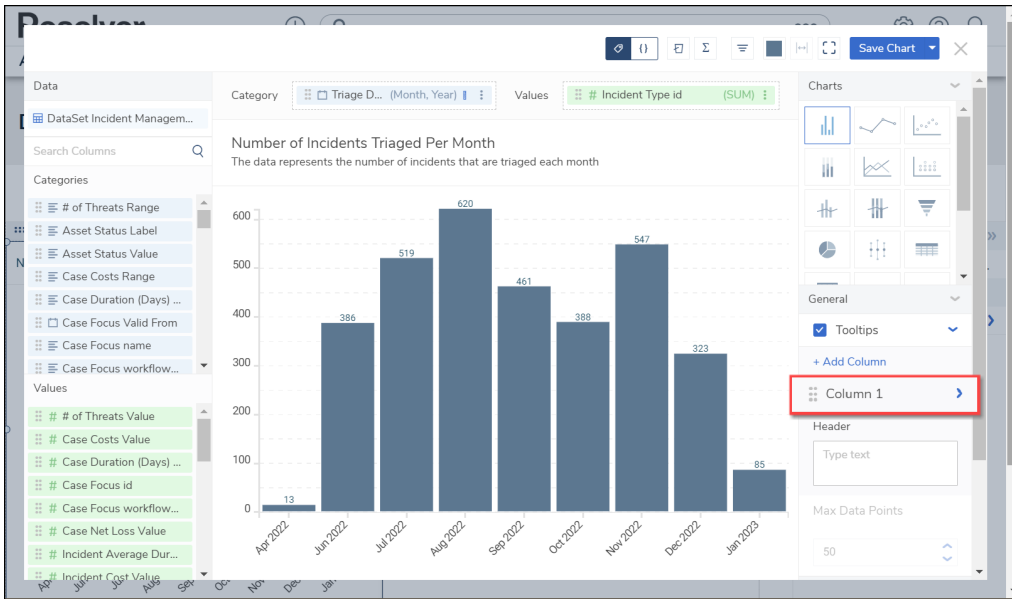 Resolver
Save Chart
Data
DataSet Incident Managem...
Search Columns
Categories
# of Threats Range
Asset Status Label
Asset Status Value
Case Costs Range
Case Duration (Days) ...
Case Focus Valid From
Case Focus name
Case Focus workflow...
Values
# # of Threats Value
# Case Costs Value
# Case Duration (Days) ...
# Case Focus id
# Case Focus workflow...
# Case Net Loss Value
# Incident Average Dur...
# Incident Cost Value
Category
Triage D... (Month, Year)
Values
# Incident Type id (SUM)
Number of Incidents Triaged Per Month
The data represents the number of incidents that are triaged each month
600
500
400
300
200
100
0
13
386
519
620
461
388
547
323
85
Apr 2022
Jun 2022
Jul 2022
Aug 2022
Sep 2022
Oct 2022
Nov 2022
Dec 2022
Jan 2023
Charts
General
Tooltips
+ Add Column
Column 1
Header
Type text
Max Data Points
50